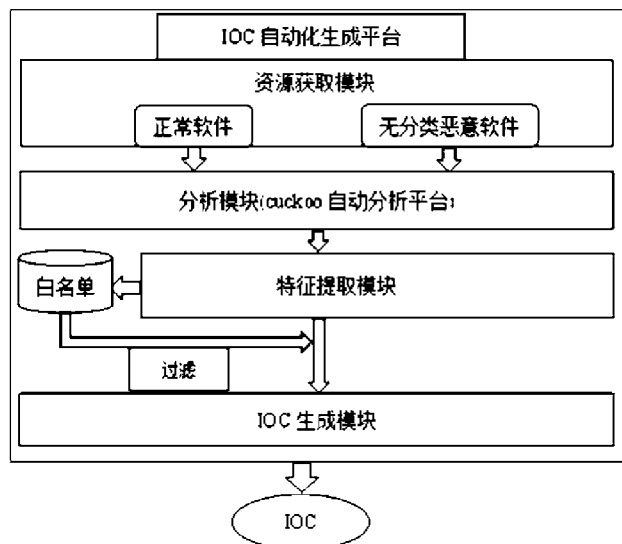 IOC 自动化生成平台
资源获取模块
正常软件
无分类恶意软件
分析模块(cuckoo 自动分析平台)
白名单
特征提取模块
过滤
IOC 生成模块
IOC